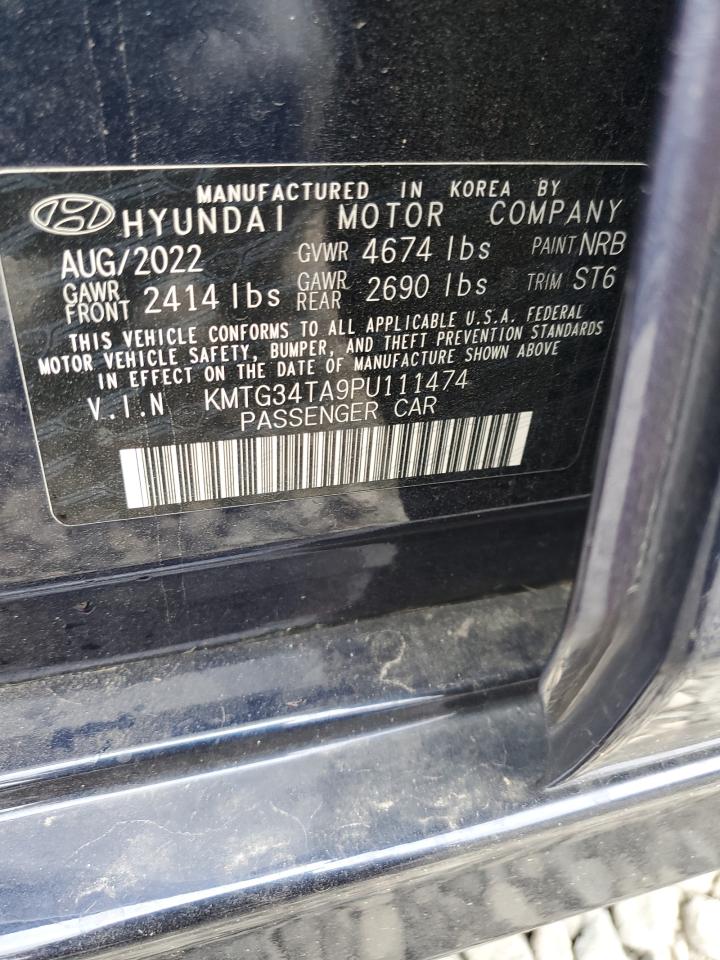 MANUFACTURED IN KOREA BY
HYUNDAI MOTOR COMPANY
AUG/2022 GVWR 4674 lbs PAINT NRB
GAWR FRONT 2414 lbs GAWR REAR 2690 lbs TRIM ST6
THIS VEHICLE CONFORMS TO ALL APPLICABLE U.S.A. FEDERAL
MOTOR VEHICLE SAFETY, BUMPER, AND THEFT PREVENTION STANDARDS
IN EFFECT ON THE DATE OF MANUFACTURE SHOWN ABOVE
V.I.N KMTG34TA9PU111474
PASSENGER CAR